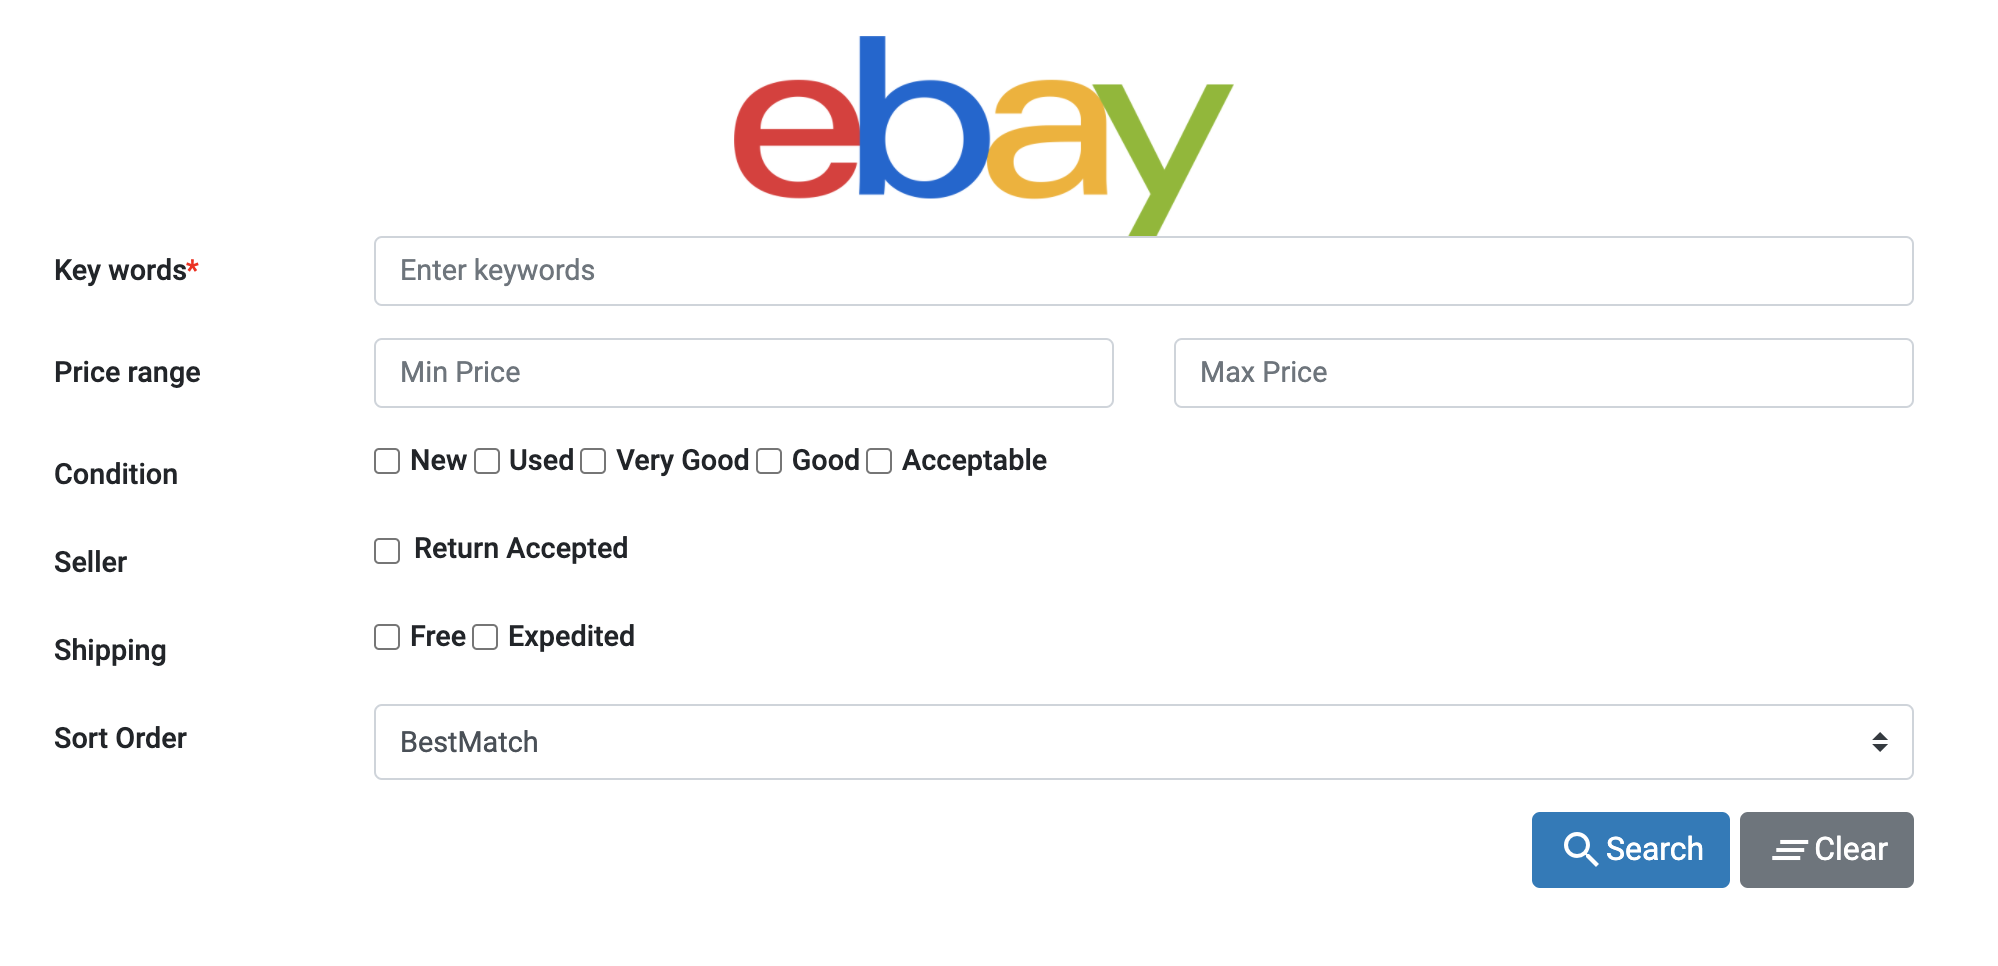 ebay
Key words* Enter keywords
Price range Min Price Max Price
Condition New Used Very Good Good Acceptable
Seller Return Accepted
Shipping Free Expedited
Sort Order BestMatch
Search Clear